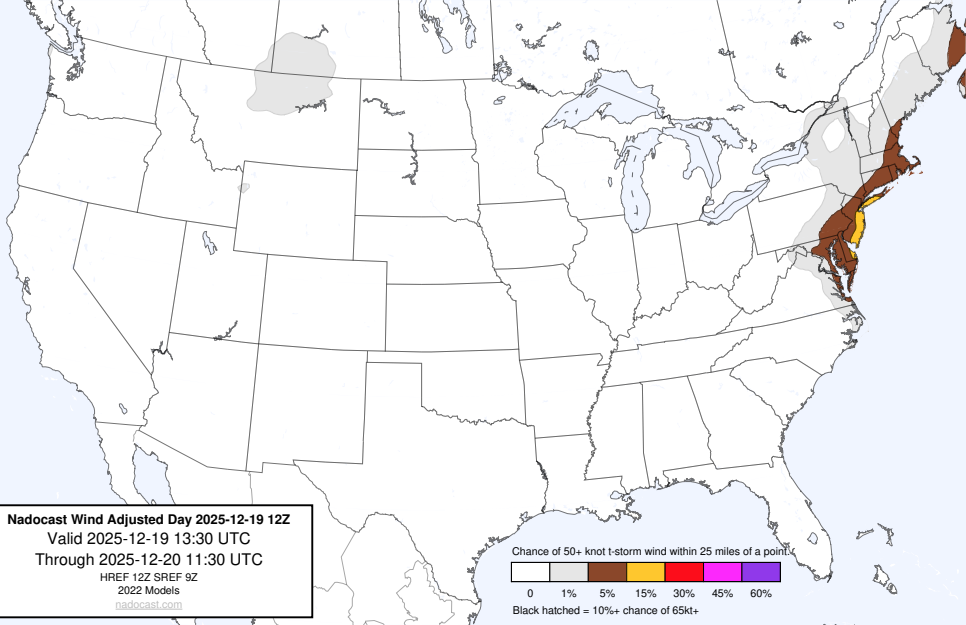 Nadocast Wind Adjusted Day 2025-12-19 12Z
Valid 2025-12-19 13:30 UTC
Through 2025-12-20 11:30 UTC
HREF 12Z SREF 9Z
2022 Models
nadocast.com
Chance of 50+ knot t-storm wind within 25 miles of a point.
0 1% 5% 15% 30% 45% 60%
Black hatched = 10%+ chance of 65kt+